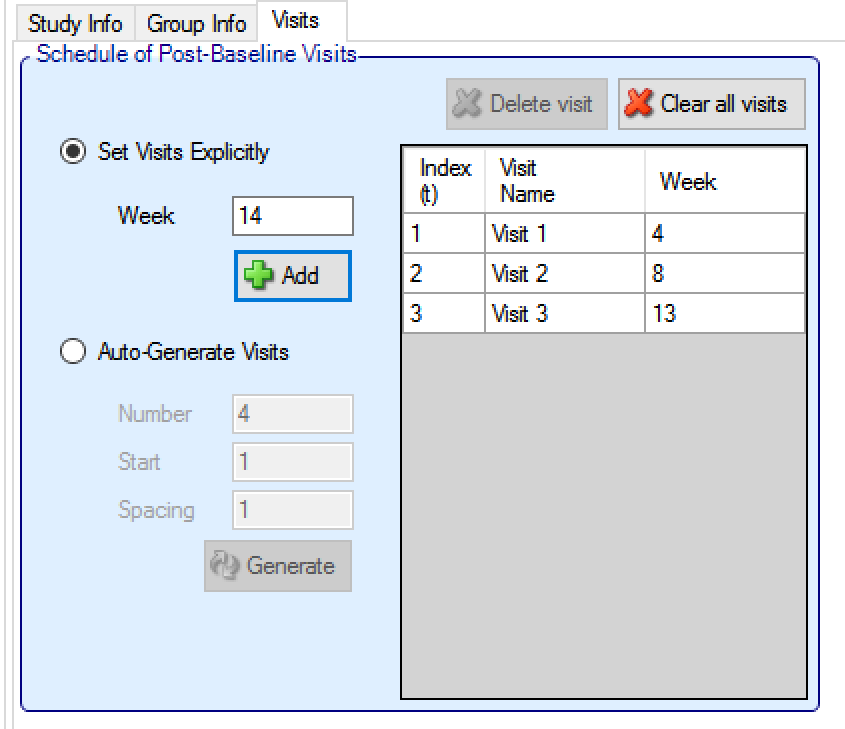 Study Info Group Info Visits
Schedule of Post-Baseline Visits
Delete visit Clear all visits
Set Visits Explicitly
Week 14
Add
Auto-Generate Visits
Number 4
Start 1
Spacing 1
Generate
Index (t) Visit Name Week
1 Visit 1 4
2 Visit 2 8
3 Visit 3 13